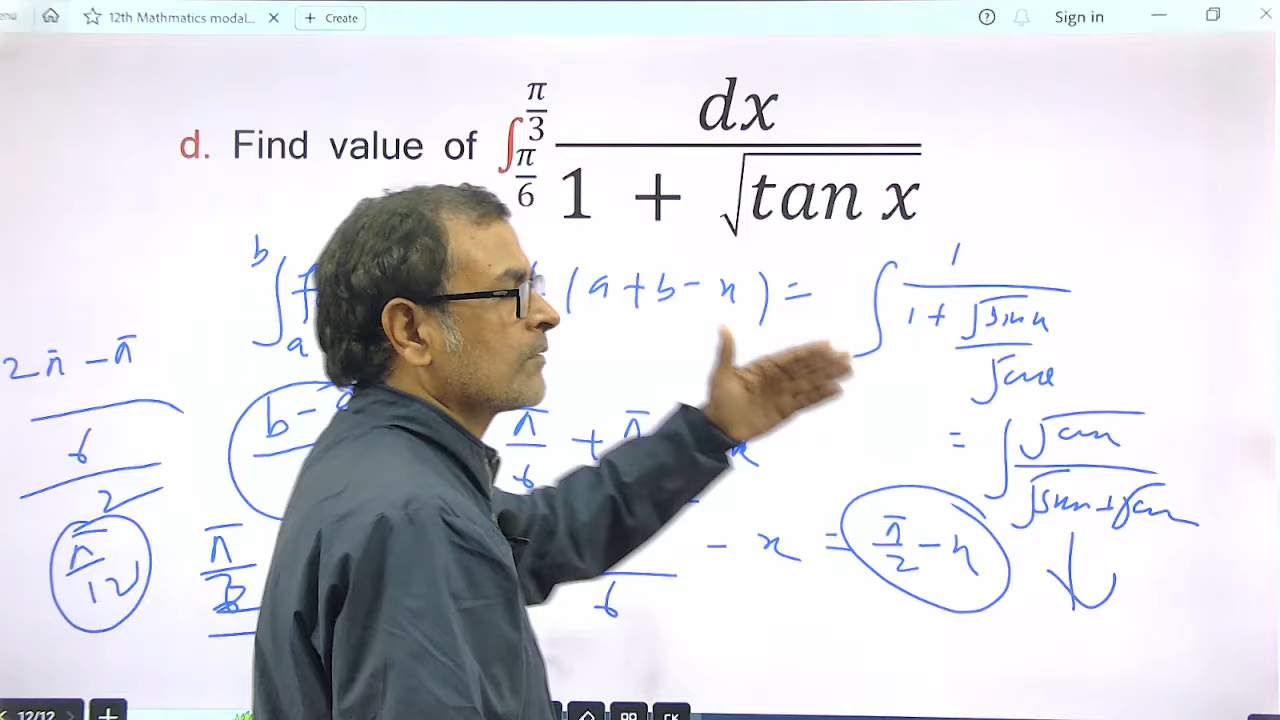 12th Mathmatics modal... × + Create Sign in
d. Find value of ∫ π/6 π/3 dx / (1 + √tan x)
b ∫ a f (a + b - x) = ∫ 1 / (1 + √sin x / √cos x)
2π - π / 6 / 2
b - a π/6 + π - x = ∫ √cos x / (√sin x + √cos x)
π/12 π 6 - x = π/2 - x
12/12